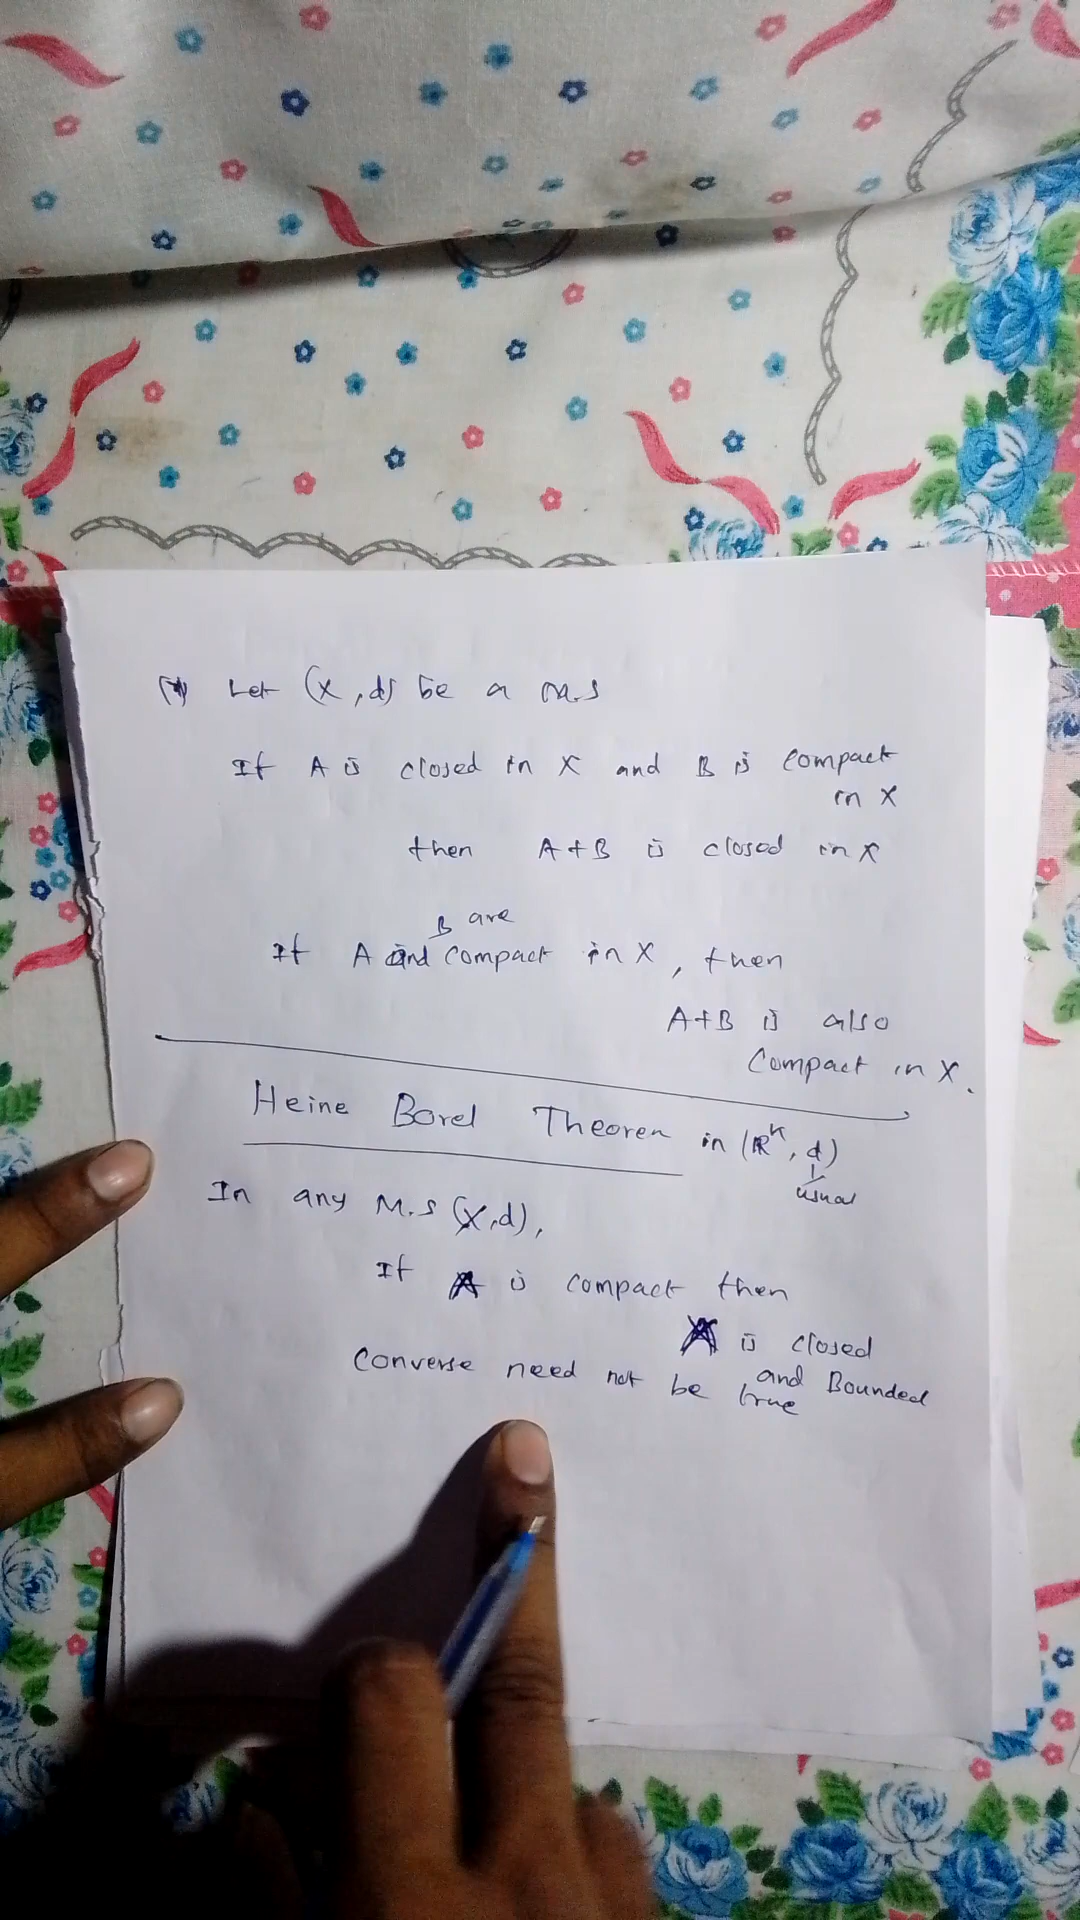 Let (X, d) be a M.S
If A is closed in X and B is compact
in X
then A+B is closed in X
B are
If A and compact in X, then
A+B is also
Compact in X.
Heine Borel Theorem in (R^n, d)
usual
In any M.S (X, d),
If A is compact then
A is closed
and Bounded
Converse need not be true